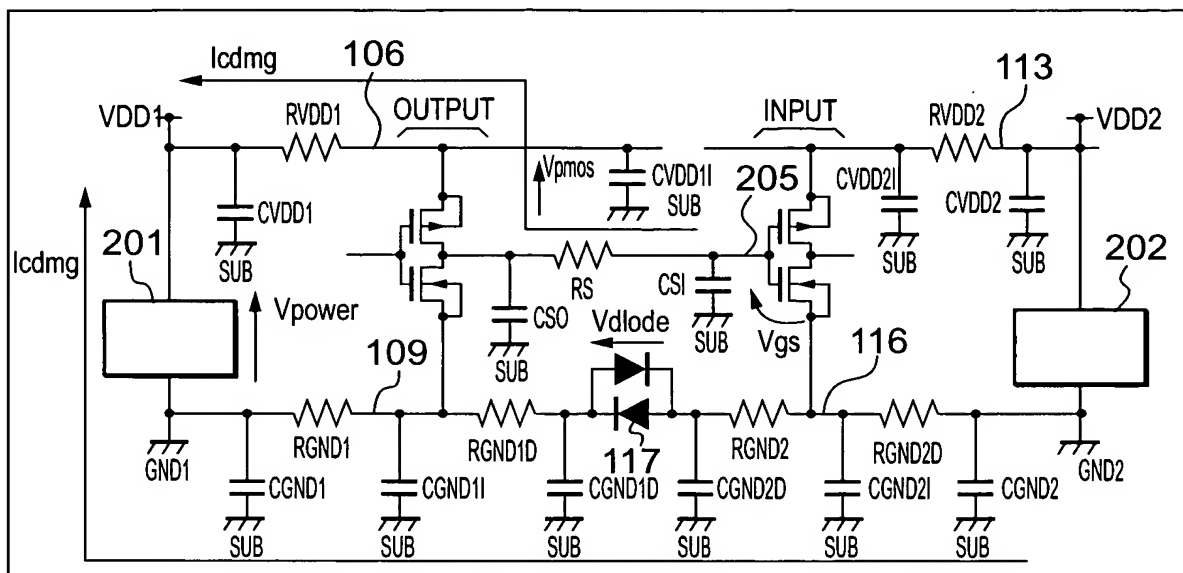 Icdmg
106
113
VDD1
RVDD1
OUTPUT
INPUT
RVDD2
VDD2
Vpmos
CVDD1I
SUB
205
CVDD2I
CVDD2
CVDD1
SUB
SUB
SUB
201
Icdmg
Vpower
RS
CSI
202
CSO
Vdlode
SUB
Vgs
SUB
109
116
RGND1
RGND1D
117
RGND2
RGND2D
GND1
GND2
CGND1
CGND1I
CGND1D
CGND2D
CGND2I
CGND2
SUB
SUB
SUB
SUB
SUB
SUB